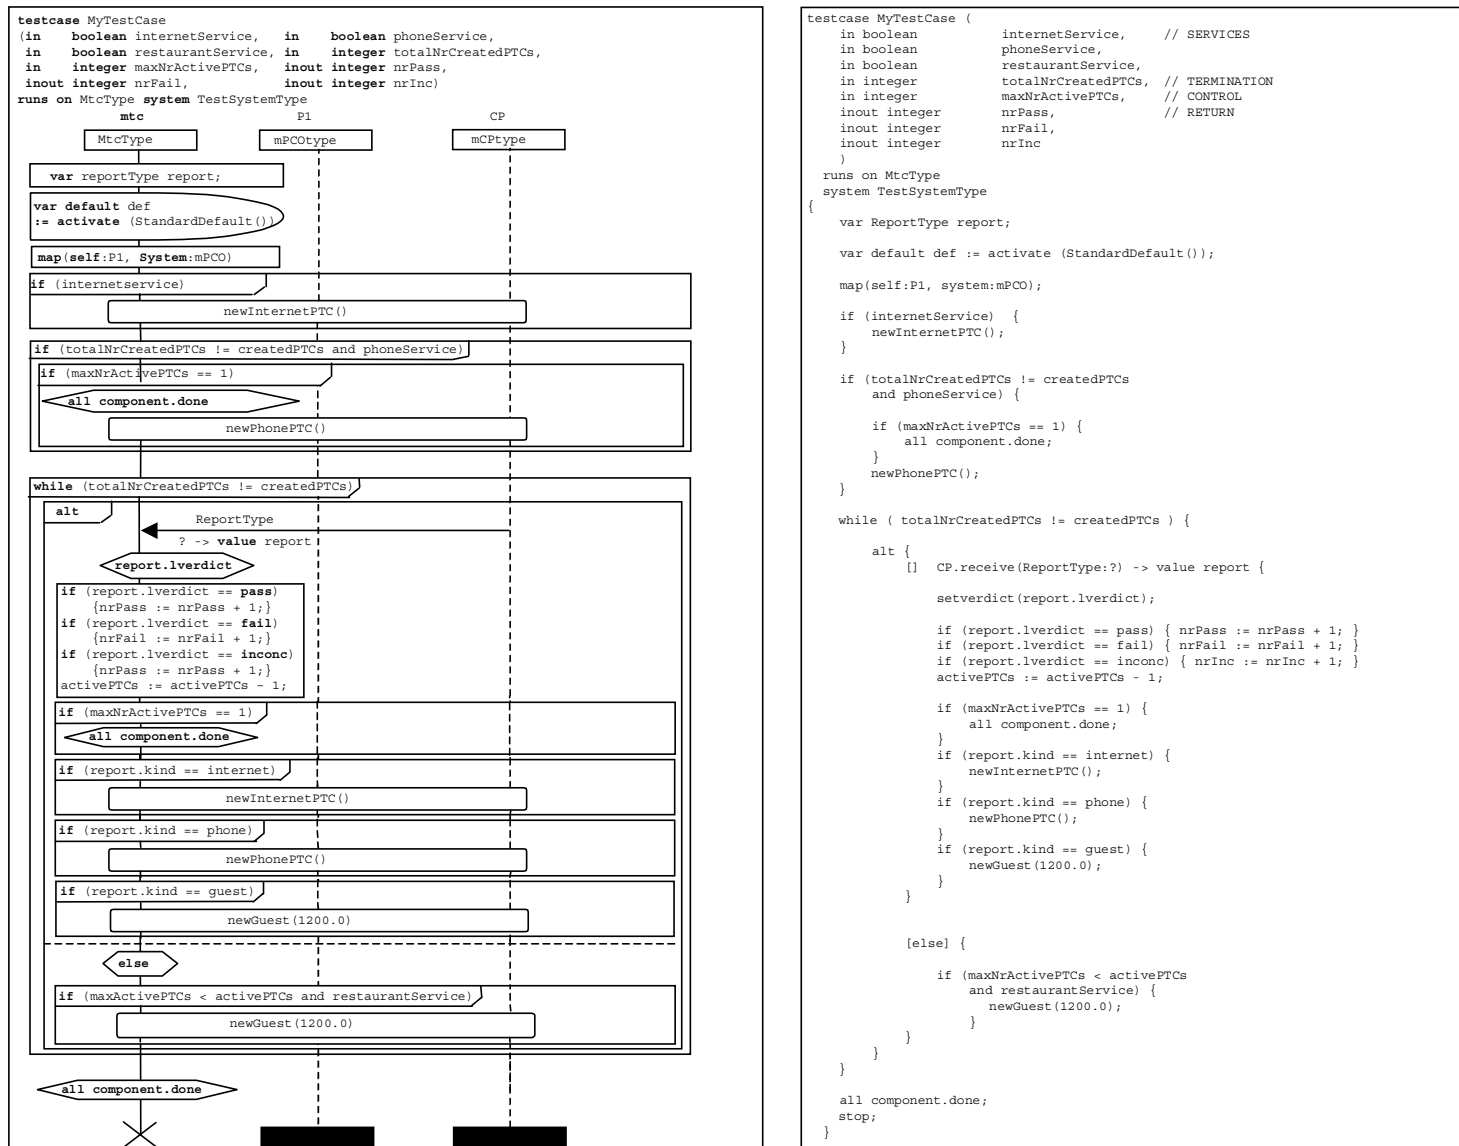 testcase MyTestCase
(in boolean internetService, in boolean phoneService,
in boolean restaurantService, in integer totalNrCreatedPTCs,
in integer maxNrActivePTCs, inout integer nrPass,
inout integer nrFail, inout integer nrInc)
runs on MtcType system TestSystemType
mtc P1 CP
MtcType mPCOtype mCPtype
var reportType report;
var default def
:= activate (StandardDefault())
map(self:P1, System:mPCO)
if (internetservice)
newInternetPTC()
if (totalNrCreatedPTCs != createdPTCs and phoneService)
if (maxNrActivePTCs == 1)
all component.done
newPhonePTC()
while (totalNrCreatedPTCs != createdPTCs)
alt
ReportType
? -> value report
report.lverdict
if (report.lverdict == pass)
{nrPass := nrPass + 1;}
if (report.lverdict == fail)
{nrFail := nrFail + 1;}
if (report.lverdict == inconc)
{nrPass := nrPass + 1;}
activePTCs := activePTCs - 1;
if (maxNrActivePTCs == 1)
all component.done
if (report.kind == internet)
newInternetPTC()
if (report.kind == phone)
newPhonePTC()
if (report.kind == guest)
newGuest(1200.0)
else
if (maxActivePTCs < activePTCs and restaurantService)
newGuest(1200.0)
all component.done
testcase MyTestCase (
in boolean internetService, // SERVICES
in boolean phoneService,
in boolean restaurantService,
in integer totalNrCreatedPTCs, // TERMINATION
in integer maxNrActivePTCs, // CONTROL
inout integer nrPass, // RETURN
inout integer nrFail,
inout integer nrInc
)
runs on MtcType
system TestSystemType
{
var ReportType report;
var default def := activate (StandardDefault());
map(self:P1, system:mPCO);
if (internetService) {
newInternetPTC();
}
if (totalNrCreatedPTCs != createdPTCs
and phoneService) {
if (maxNrActivePTCs == 1) {
all component.done;
}
newPhonePTC();
}
while ( totalNrCreatedPTCs != createdPTCs ) {
alt {
[] CP.receive(ReportType:?) -> value report {
setverdict(report.lverdict);
if (report.lverdict == pass) { nrPass := nrPass + 1; }
if (report.lverdict == fail) { nrFail := nrFail + 1; }
if (report.lverdict == inconc) { nrInc := nrInc + 1; }
activePTCs := activePTCs - 1;
if (maxNrActivePTCs == 1) {
all component.done;
}
if (report.kind == internet) {
newInternetPTC();
}
if (report.kind == phone) {
newPhonePTC();
}
if (report.kind == guest) {
newGuest(1200.0);
}
}
[else] {
if (maxNrActivePTCs < activePTCs
and restaurantService) {
newGuest(1200.0);
}
}
}
}
all component.done;
stop;
}